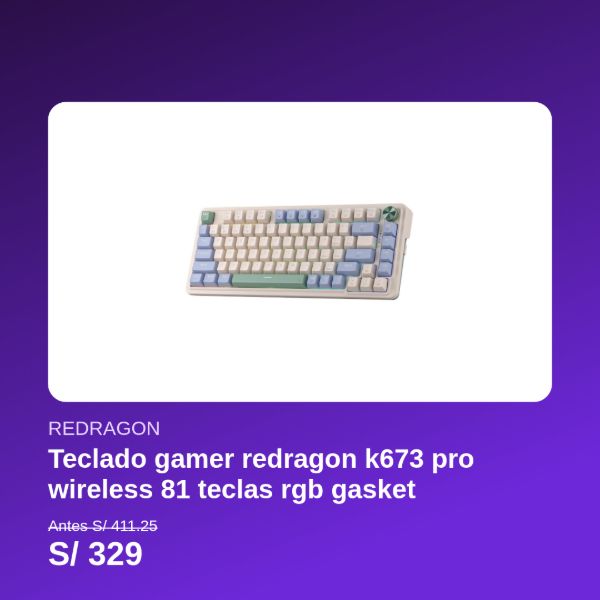 REDRAGON
Teclado gamer redragon k673 pro
wireless 81 teclas rgb gasket
Antes S/ 411.25
S/ 329